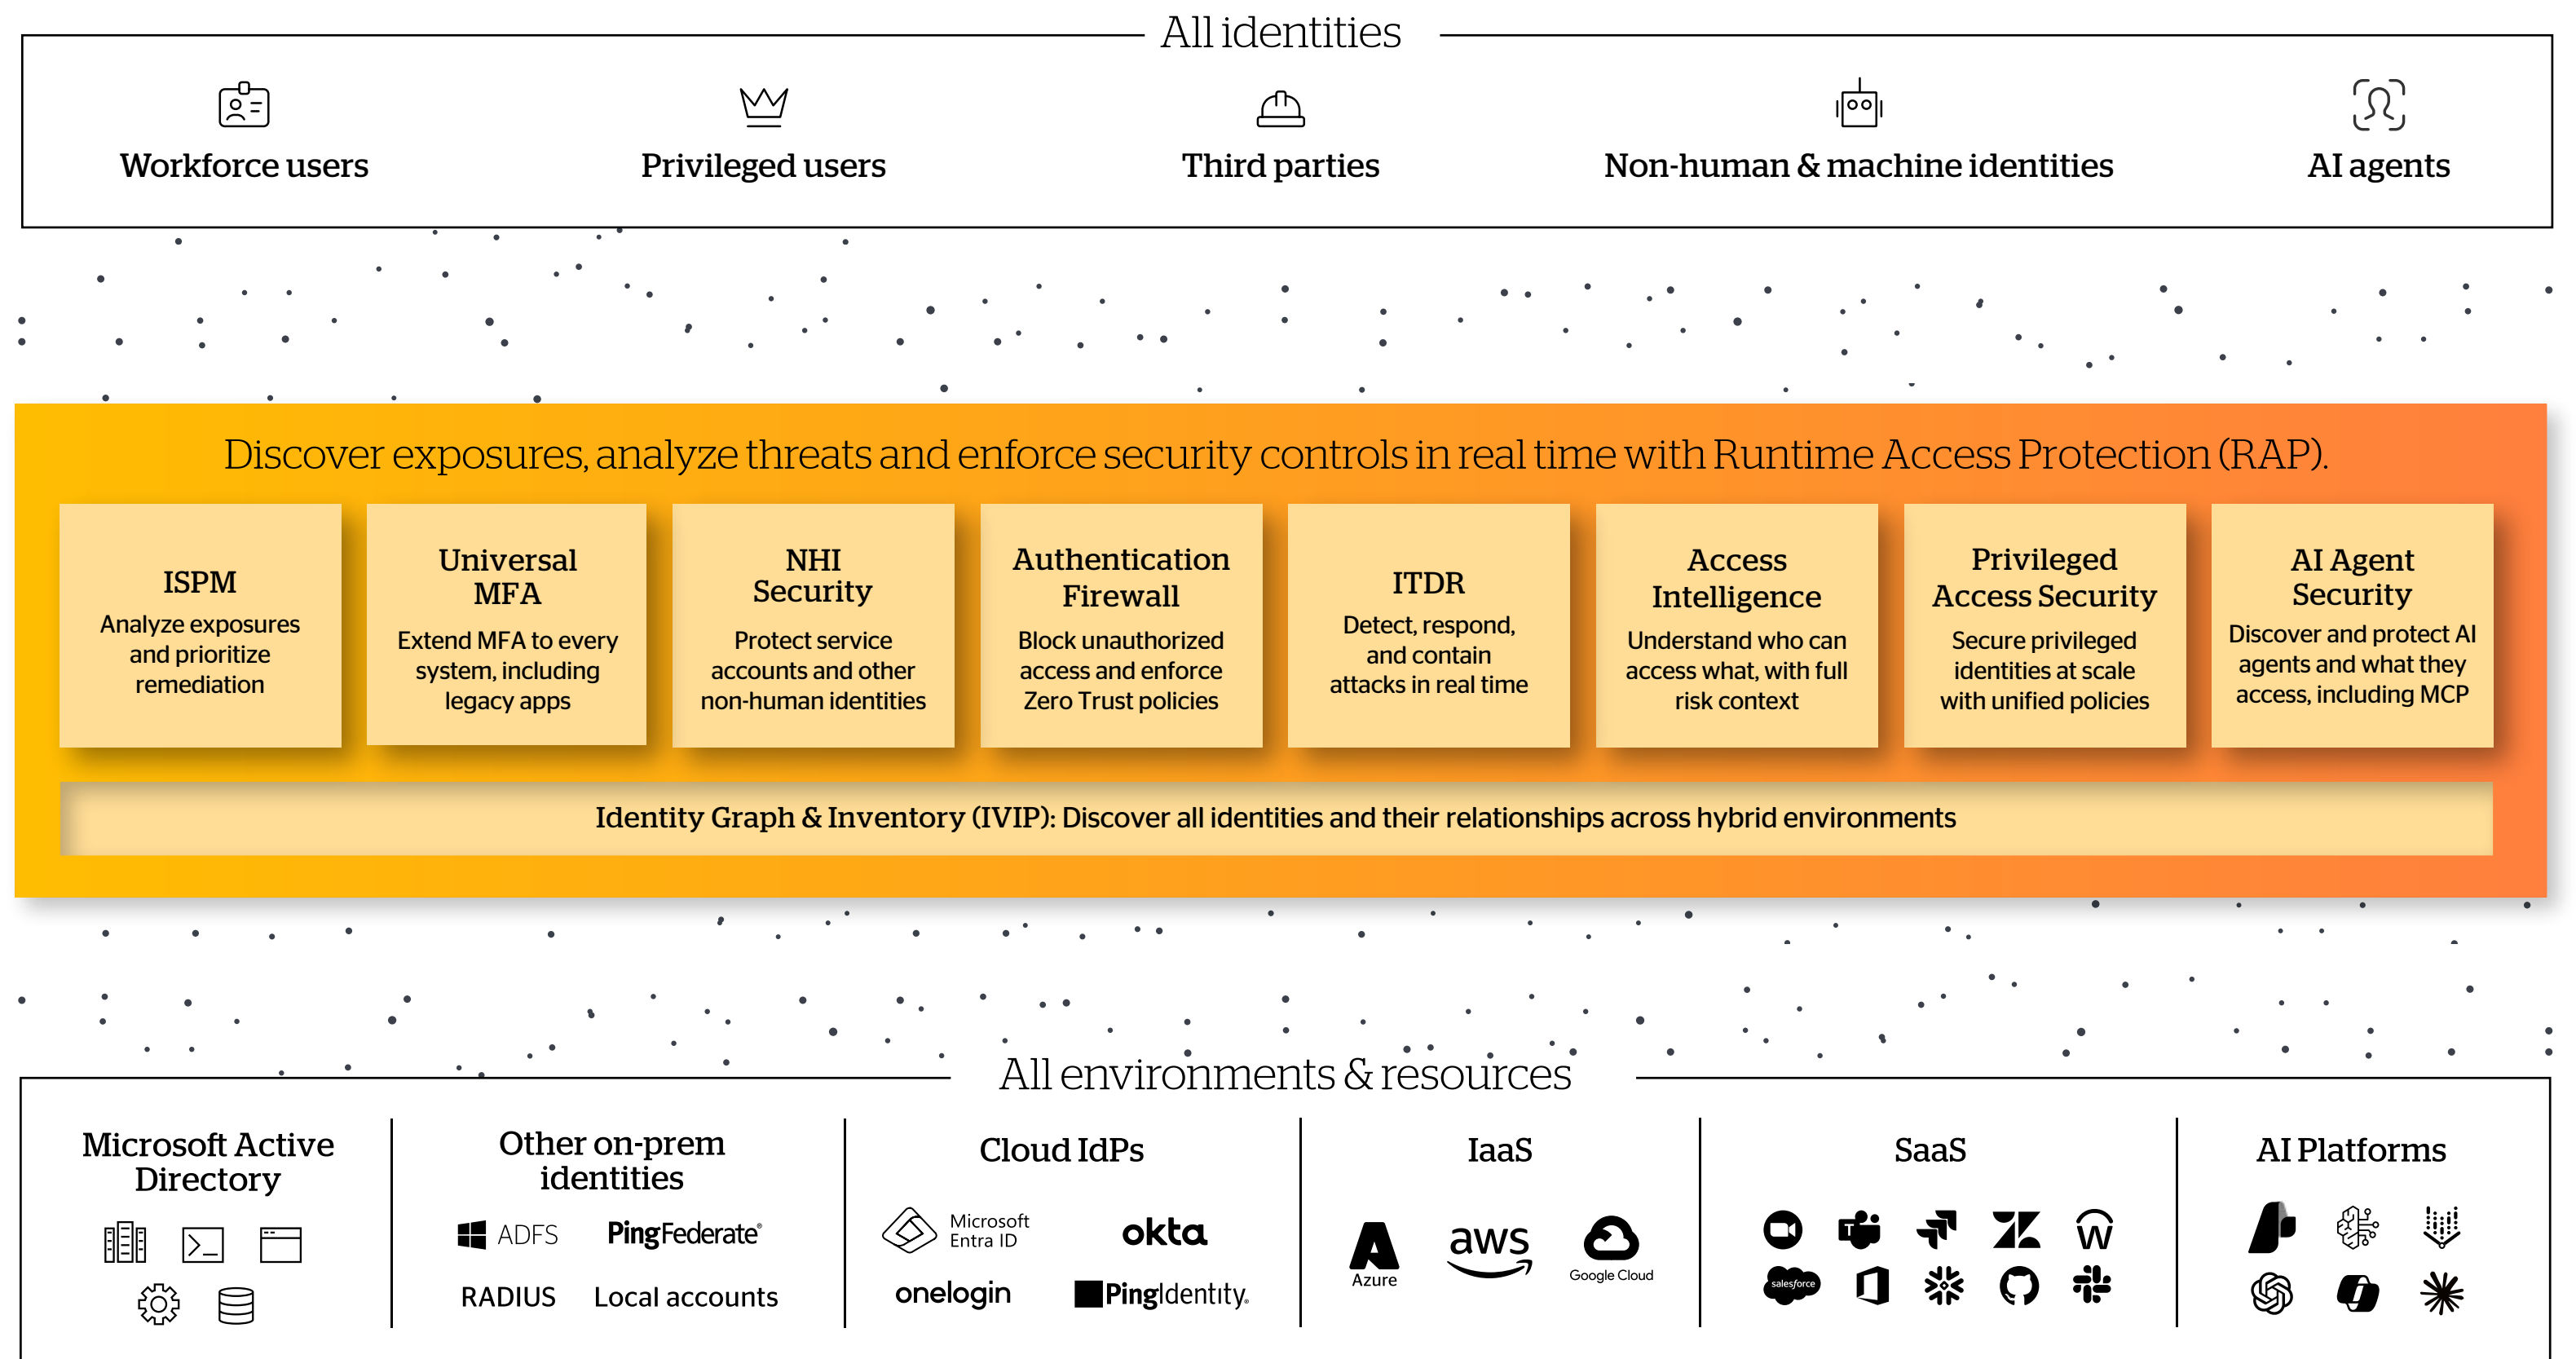 All identities
Workforce users
Privileged users
Third parties
Non-human & machine identities
AI agents
Discover exposures, analyze threats and enforce security controls in real time with Runtime Access Protection (RAP).
ISPM
Analyze exposures
and prioritize
remediation
Universal
MFA
Extend MFA to every
system, including
legacy apps
NHI
Security
Protect service
accounts and other
non-human identities
Authentication
Firewall
Block unauthorized
access and enforce
Zero Trust policies
ITDR
Detect, respond,
and contain
attacks in real time
Access
Intelligence
Understand who can
access what, with full
risk context
Privileged
Access Security
Secure privileged
identities at scale
with unified policies
AI Agent
Security
Discover and protect AI
agents and what they
access, including MCP
Identity Graph & Inventory (IVIP): Discover all identities and their relationships across hybrid environments
All environments & resources
Microsoft Active
Directory
Other on-prem
identities
ADFS
PingFederate®
RADIUS
Local accounts
Cloud IdPs
Microsoft
Entra ID
okta
onelogin
PingIdentity®
IaaS
Azure
aws
Google Cloud
SaaS
salesforce
AI Platforms